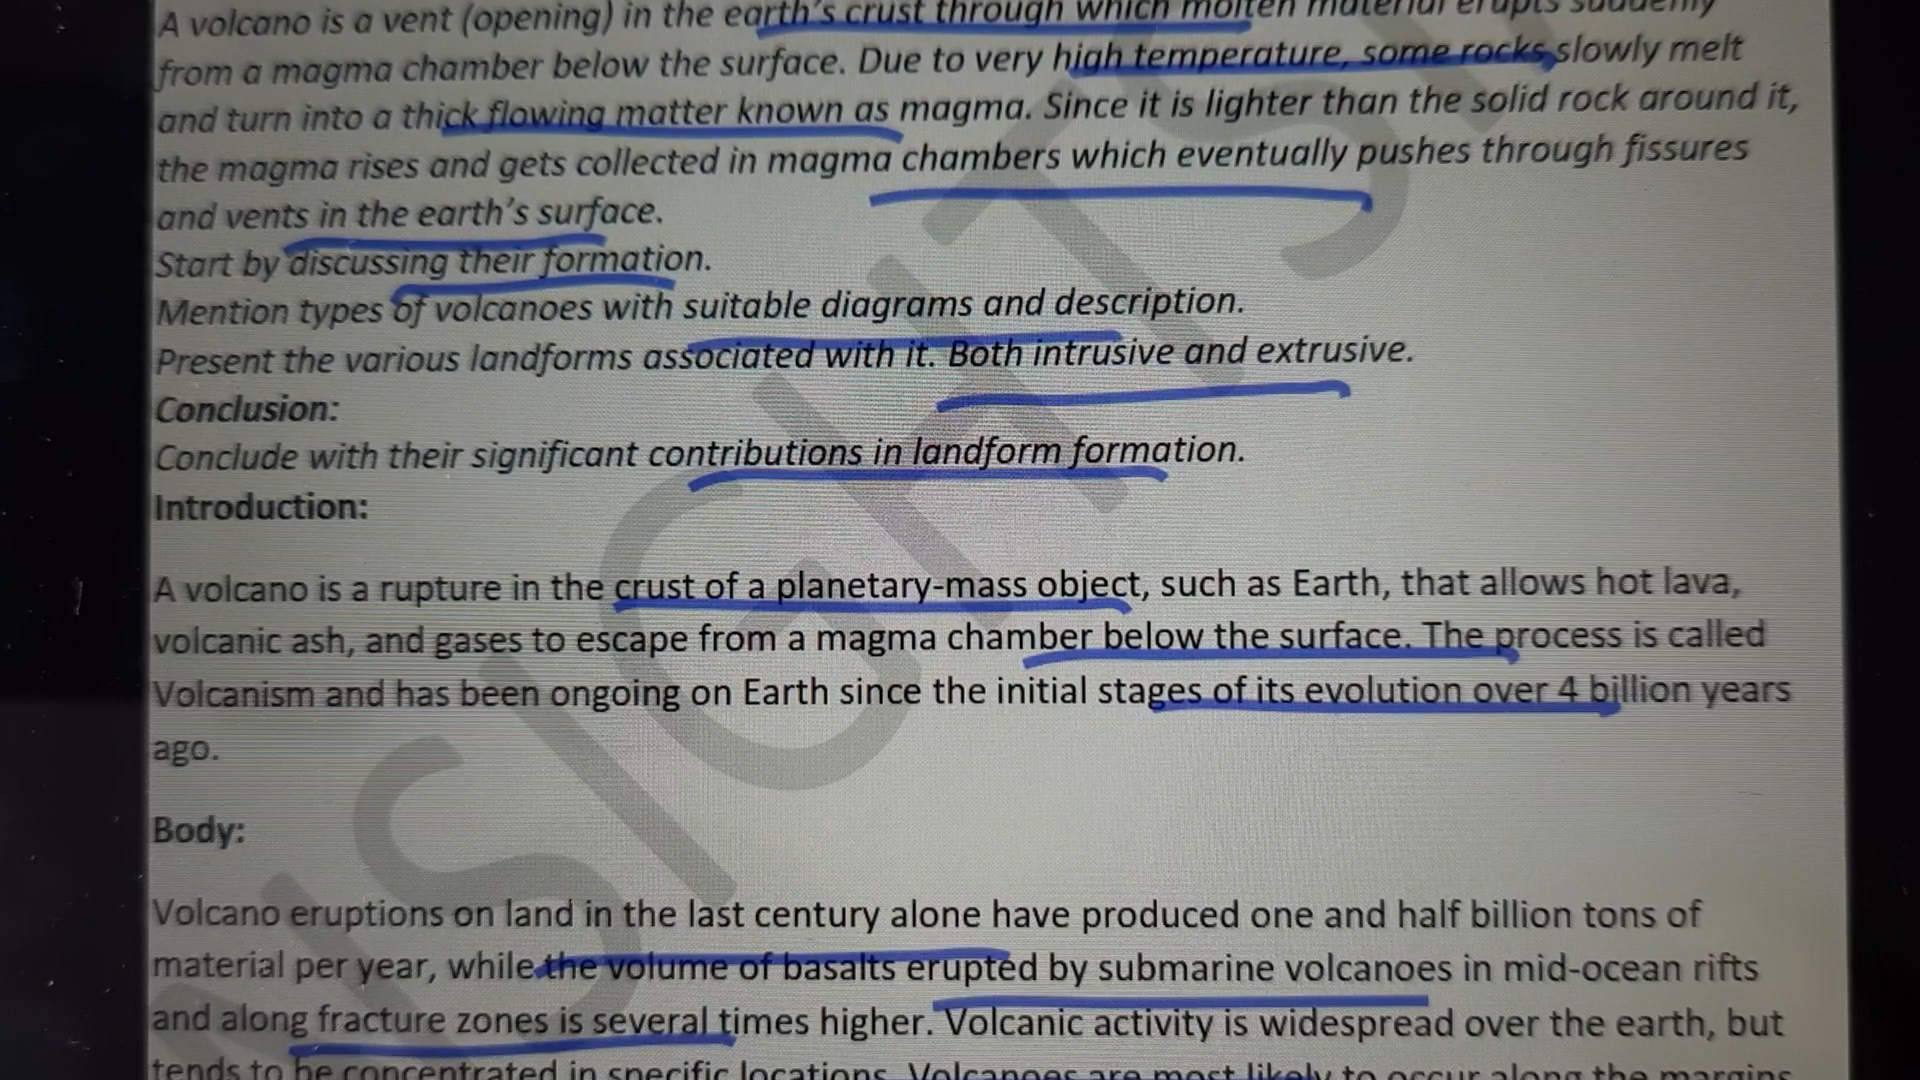 A volcano is a vent (opening) in the earth's crust through which molten material erupts suddenly
from a magma chamber below the surface. Due to very high temperature, some rocks slowly melt
and turn into a thick flowing matter known as magma. Since it is lighter than the solid rock around it,
the magma rises and gets collected in magma chambers which eventually pushes through fissures
and vents in the earth's surface.
Start by discussing their formation.
Mention types of volcanoes with suitable diagrams and description.
Present the various landforms associated with it. Both intrusive and extrusive.
Conclusion:
Conclude with their significant contributions in landform formation.
Introduction:
A volcano is a rupture in the crust of a planetary-mass object, such as Earth, that allows hot lava,
volcanic ash, and gases to escape from a magma chamber below the surface. The process is called
Volcanism and has been ongoing on Earth since the initial stages of its evolution over 4 billion years
ago.
Body:
Volcano eruptions on land in the last century alone have produced one and half billion tons of
material per year, while the volume of basalts erupted by submarine volcanoes in mid-ocean rifts
and along fracture zones is several times higher. Volcanic activity is widespread over the earth, but
tends to be concentrated in specific locations. Volcanoes are most likely to occur along the margins
INSIGHTSI